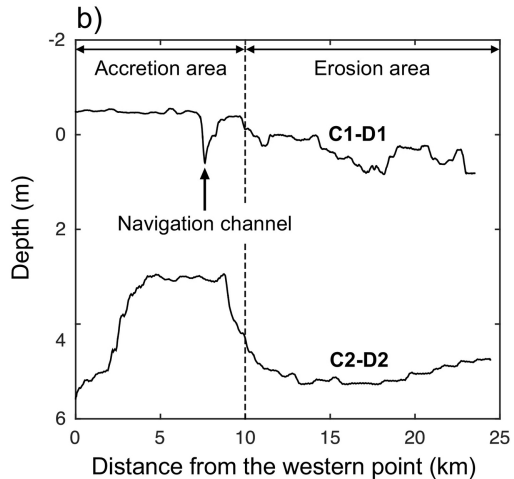 b)
-2
Accretion area
Erosion area
C1-D1
0
Navigation channel
2
Depth (m)
4
C2-D2
6
0
5
10
15
20
25
Distance from the western point (km)